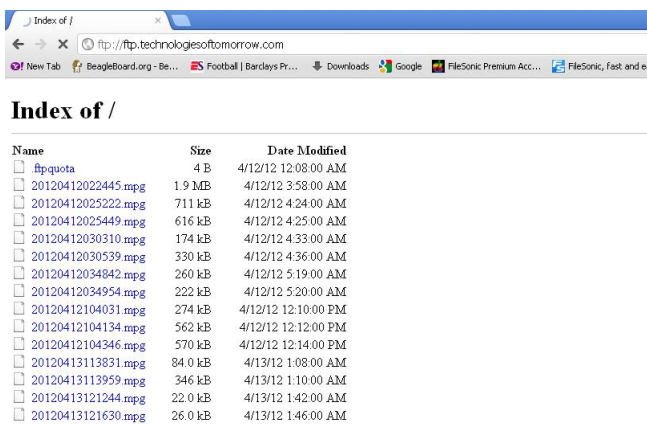 Index of /
ftp://ftp.technologiesoftomorrow.com
New Tab BeagleBoard.org - Be... Football | Barclays Pr... Downloads Google FileSonic Premium Acc... FileSonic, fast and e
Index of /
Name Size Date Modified
.ftpquota 4 B 4/12/12 12:08:00 AM
20120412022445.mpg 1.9 MB 4/12/12 3:58:00 AM
20120412025222.mpg 711 kB 4/12/12 4:24:00 AM
20120412025449.mpg 616 kB 4/12/12 4:25:00 AM
20120412030310.mpg 174 kB 4/12/12 4:33:00 AM
20120412030539.mpg 330 kB 4/12/12 4:36:00 AM
20120412034842.mpg 260 kB 4/12/12 5:19:00 AM
20120412034954.mpg 222 kB 4/12/12 5:20:00 AM
20120412104031.mpg 274 kB 4/12/12 12:10:00 PM
20120412104134.mpg 562 kB 4/12/12 12:12:00 PM
20120412104346.mpg 570 kB 4/12/12 12:14:00 PM
20120413113831.mpg 84.0 kB 4/13/12 1:08:00 AM
20120413113959.mpg 346 kB 4/13/12 1:10:00 AM
20120413121244.mpg 22.0 kB 4/13/12 1:42:00 AM
20120413121630.mpg 26.0 kB 4/13/12 1:46:00 AM